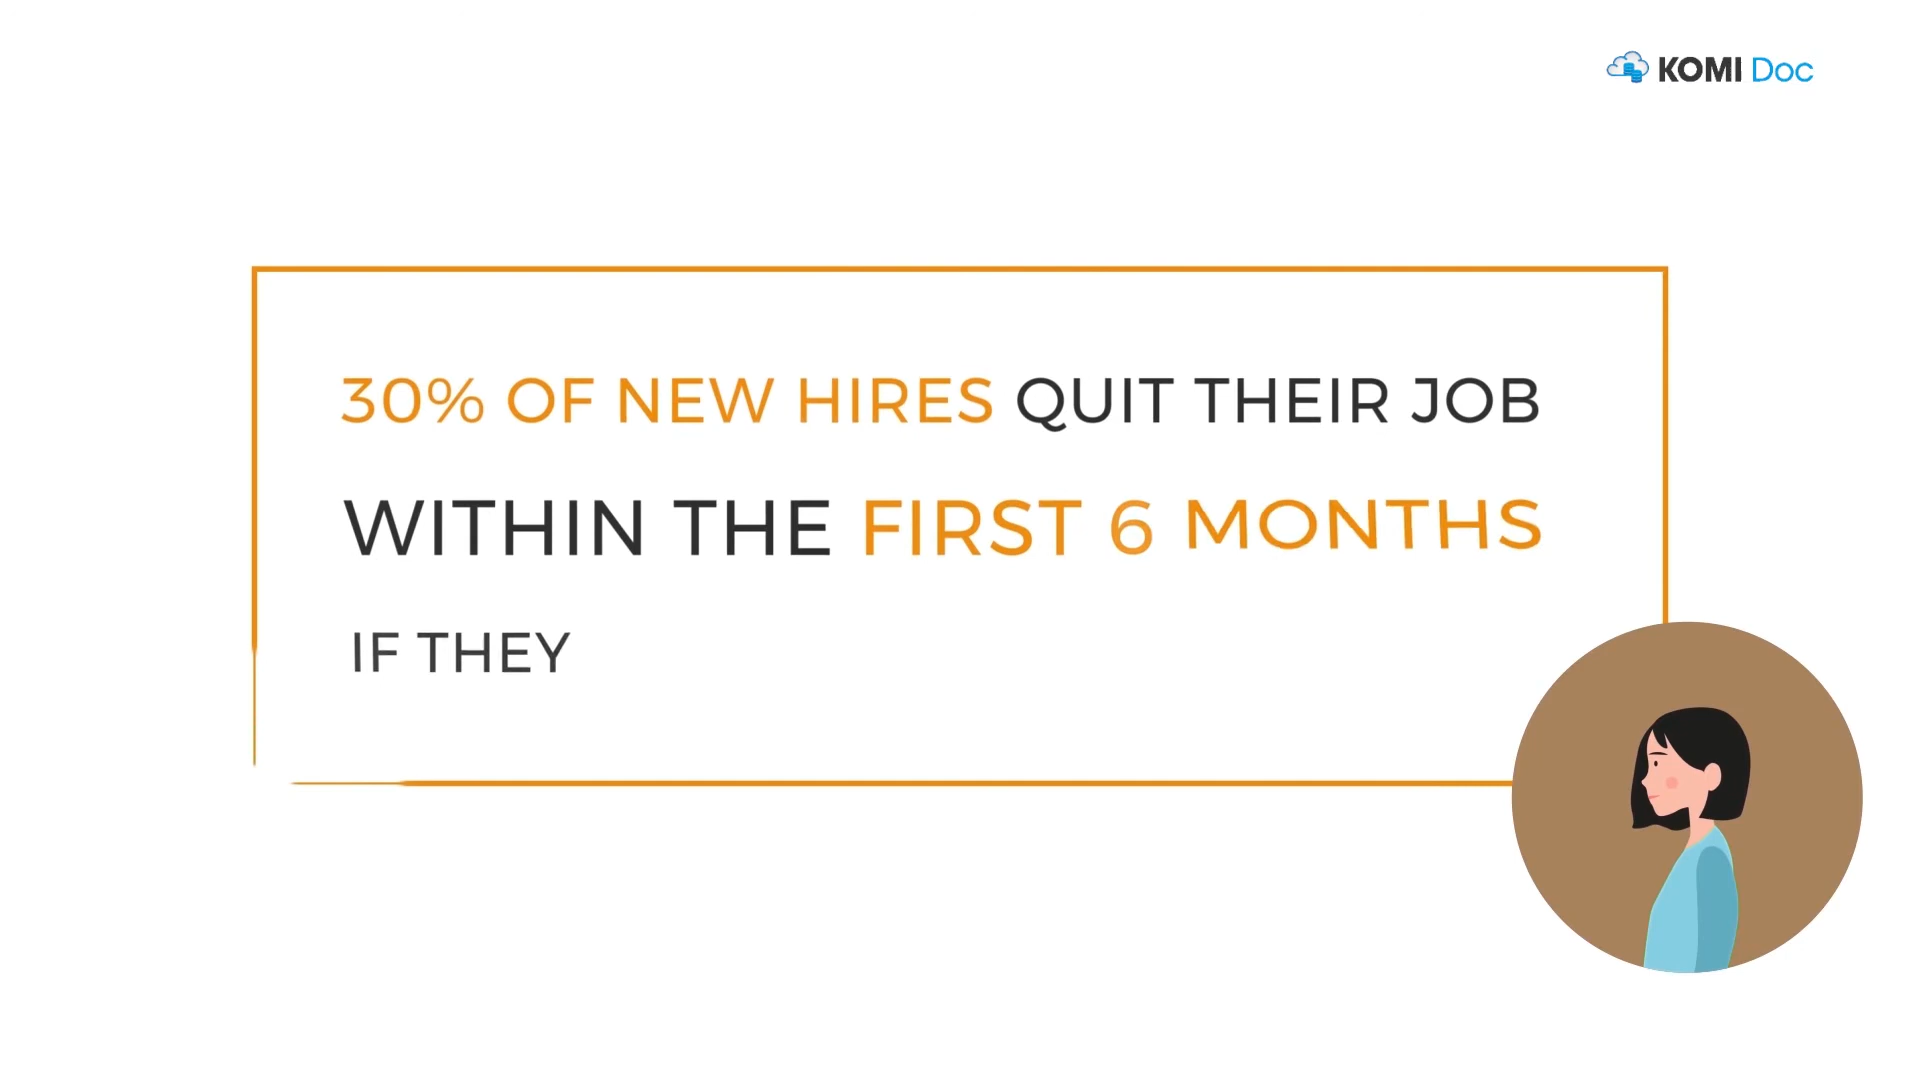 KOMI Doc
30% OF NEW HIRES QUIT THEIR JOB
WITHIN THE FIRST 6 MONTHS
IF THEY